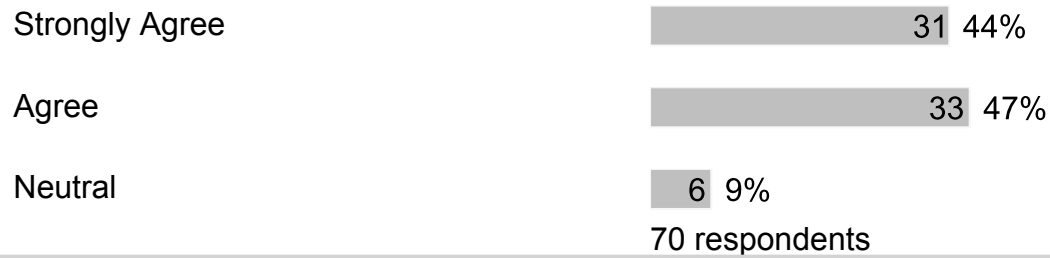 Strongly Agree 31 44%
Agree 33 47%
Neutral 6 9%
70 respondents